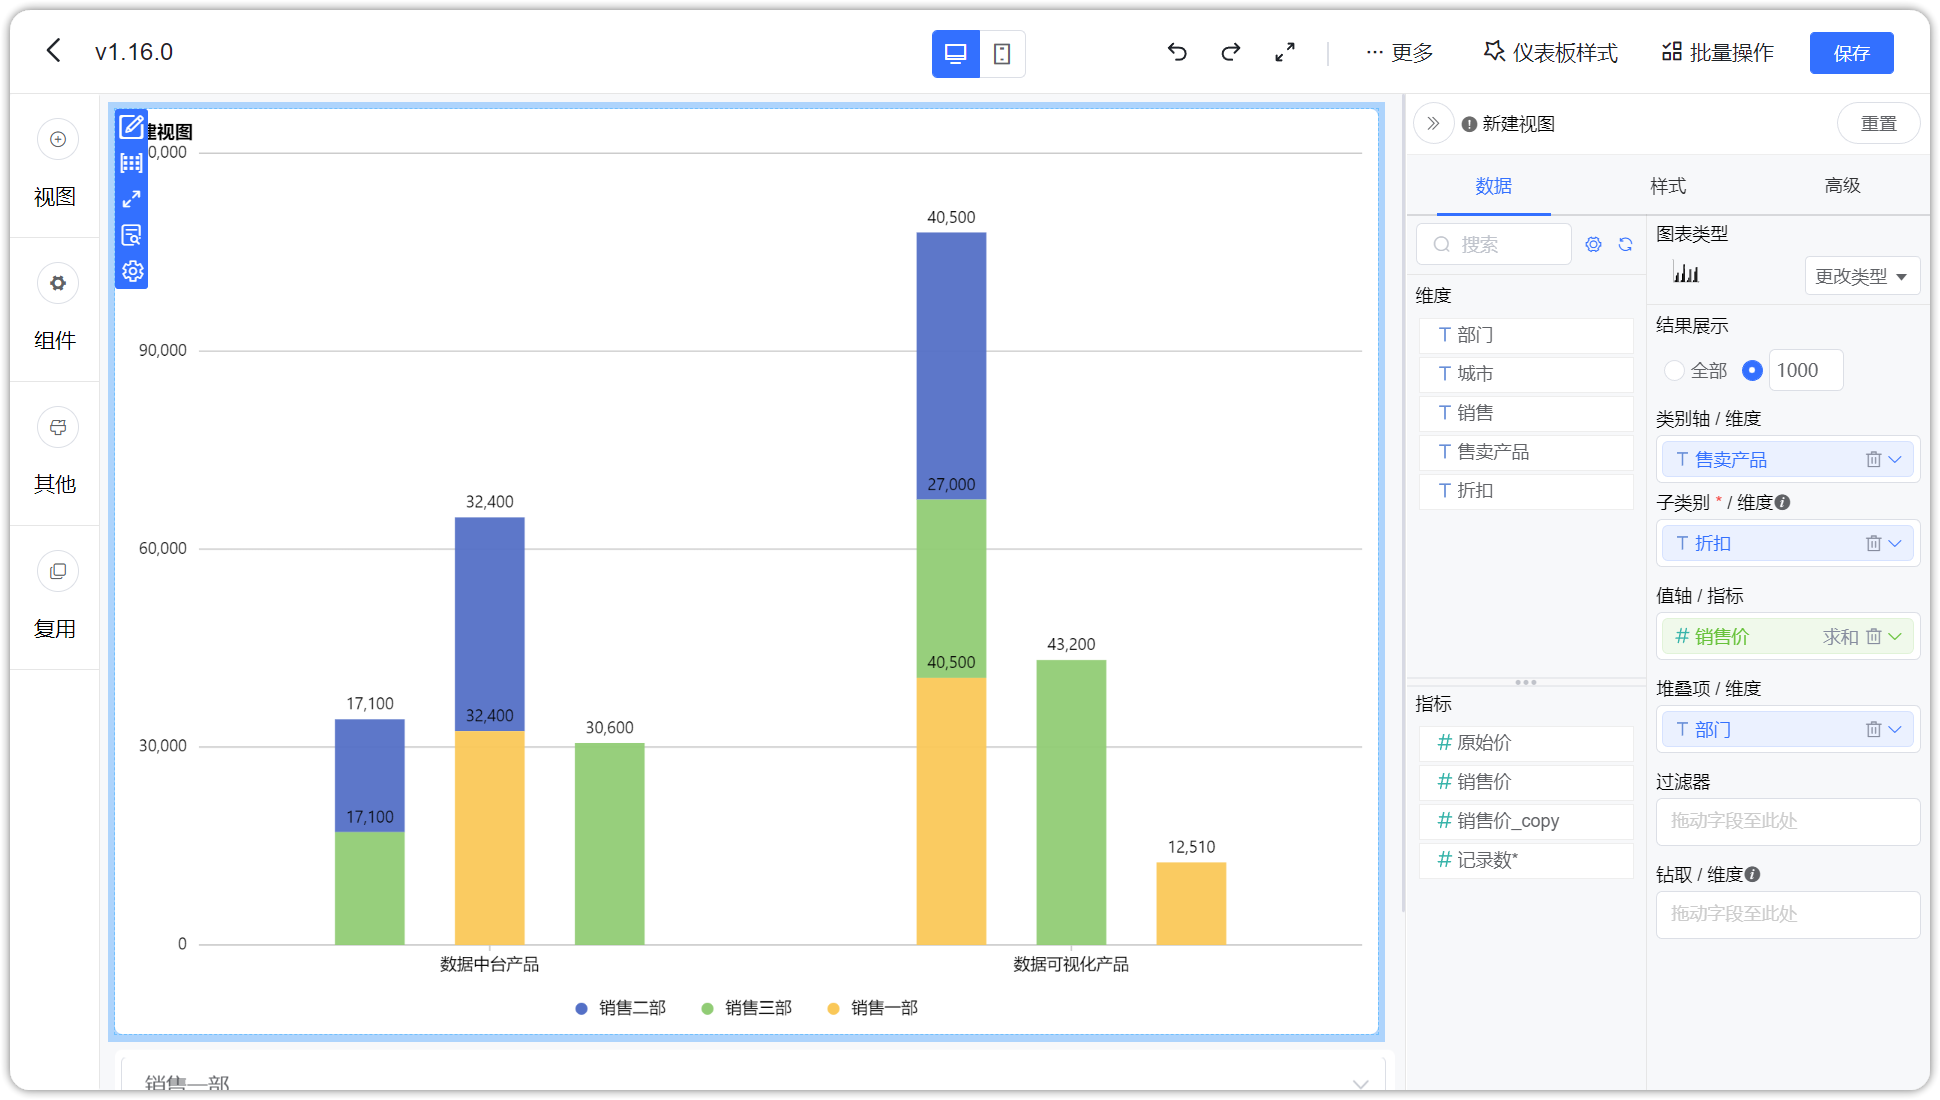 v1.16.0
更多
仪表板样式
批量操作
保存
视图
组件
其他
复用
建视图
0,000
90,000
60,000
30,000
0
17,100
17,100
32,400
32,400
30,600
40,500
27,000
40,500
43,200
12,510
数据中台产品
数据可视化产品
销售二部
销售三部
销售一部
销售一部
新建视图
重置
数据
样式
高级
搜索
维度
T 部门
T 城市
T 销售
T 售卖产品
T 折扣
指标
# 原始价
# 销售价
# 销售价_copy
# 记录数*
图表类型
更改类型
结果展示
全部
1000
类别轴 / 维度
T 售卖产品
子类别 * / 维度
T 折扣
值轴 / 指标
# 销售价 求和
堆叠项 / 维度
T 部门
过滤器
拖动字段至此处
钻取 / 维度
拖动字段至此处